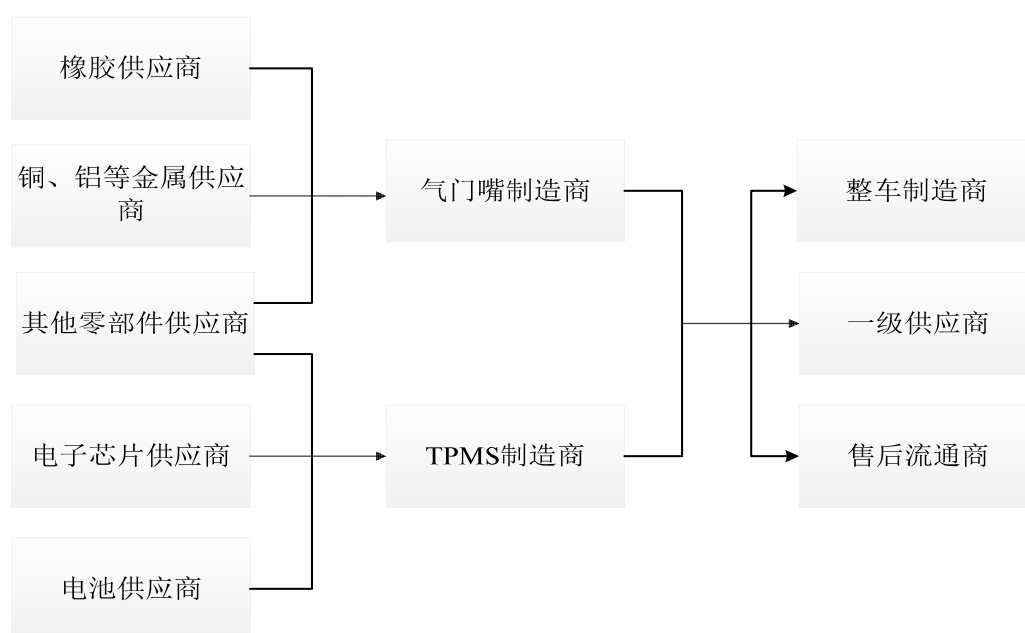 橡胶供应商
铜、铝等金属供应
商
其他零部件供应商
电子芯片供应商
电池供应商
气门嘴制造商
TPMS制造商
整车制造商
一级供应商
售后流通商